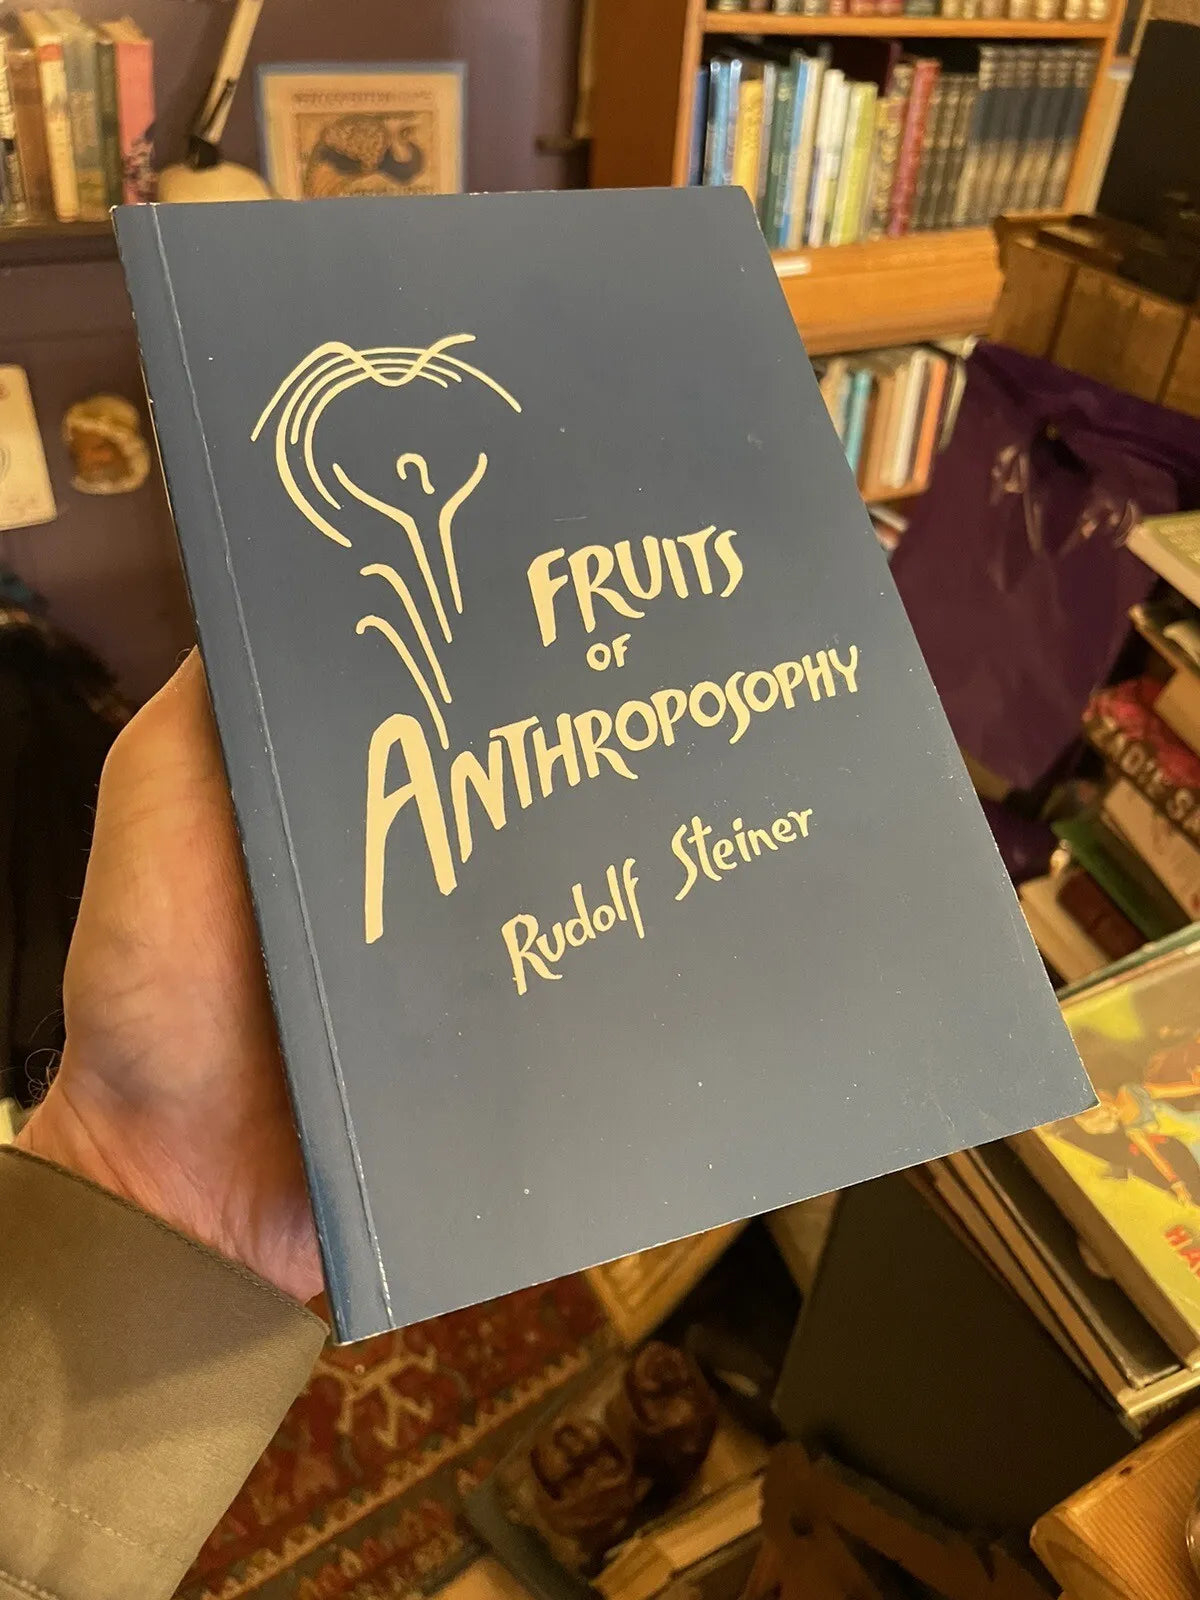 FRUITS
OF
ANTHROPOSOPHY
Rudolf Steiner